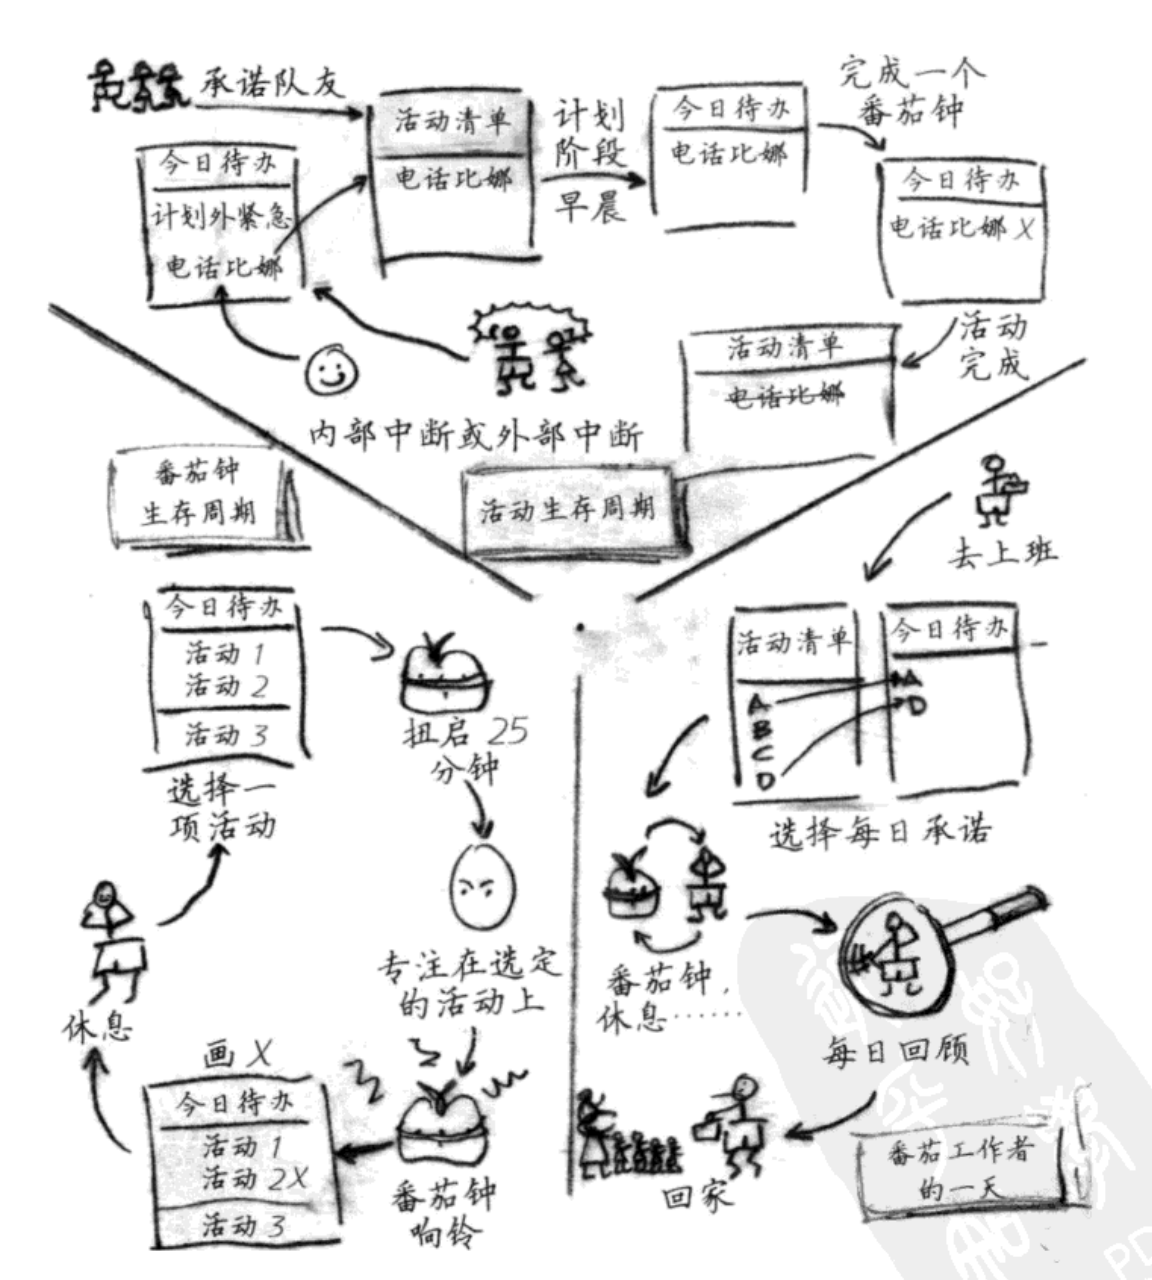 承诺队友
活动清单
电话比娜
今日待办
计划外紧急
电话比娜
内部中断或外部中断
计划
阶段
早晨
今日待办
电话比娜
完成一个
番茄钟
今日待办
电话比娜 X
活动
完成
活动清单
电话比娜
活动生存周期
番茄钟
生存周期
今日待办
活动 1
活动 2
活动 3
选择一
项活动
扭启 25
分钟
专注在选定
的活动上
番茄钟
响铃
画 X
今日待办
活动 1
活动 2X
活动 3
休息
去上班
活动清单
A
B
C
D
今日待办
A
D
选择每日承诺
番茄钟,
休息……
每日回顾
回家
番茄工作者
的一天
PD